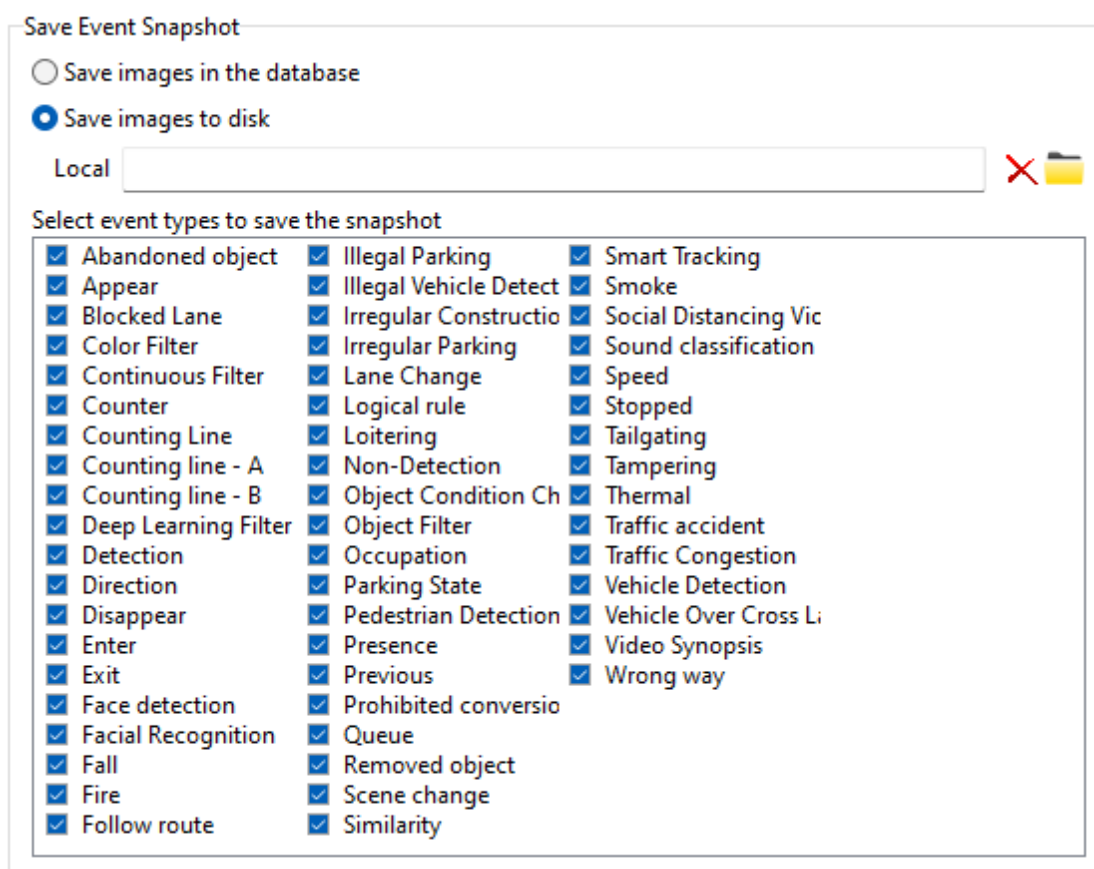 Save Event Snapshot
Save images in the database
Save images to disk
Local
Select event types to save the snapshot
Abandoned object
Appear
Blocked Lane
Color Filter
Continuous Filter
Counter
Counting Line
Counting line - A
Counting line - B
Deep Learning Filter
Detection
Direction
Disappear
Enter
Exit
Face detection
Facial Recognition
Fall
Fire
Follow route
Illegal Parking
Illegal Vehicle Detect
Irregular Constructio
Irregular Parking
Lane Change
Logical rule
Loitering
Non-Detection
Object Condition Ch
Object Filter
Occupation
Parking State
Pedestrian Detection
Presence
Previous
Prohibited conversio
Queue
Removed object
Scene change
Similarity
Smart Tracking
Smoke
Social Distancing Vic
Sound classification
Speed
Stopped
Tailgating
Tampering
Thermal
Traffic accident
Traffic Congestion
Vehicle Detection
Vehicle Over Cross La
Video Synopsis
Wrong way